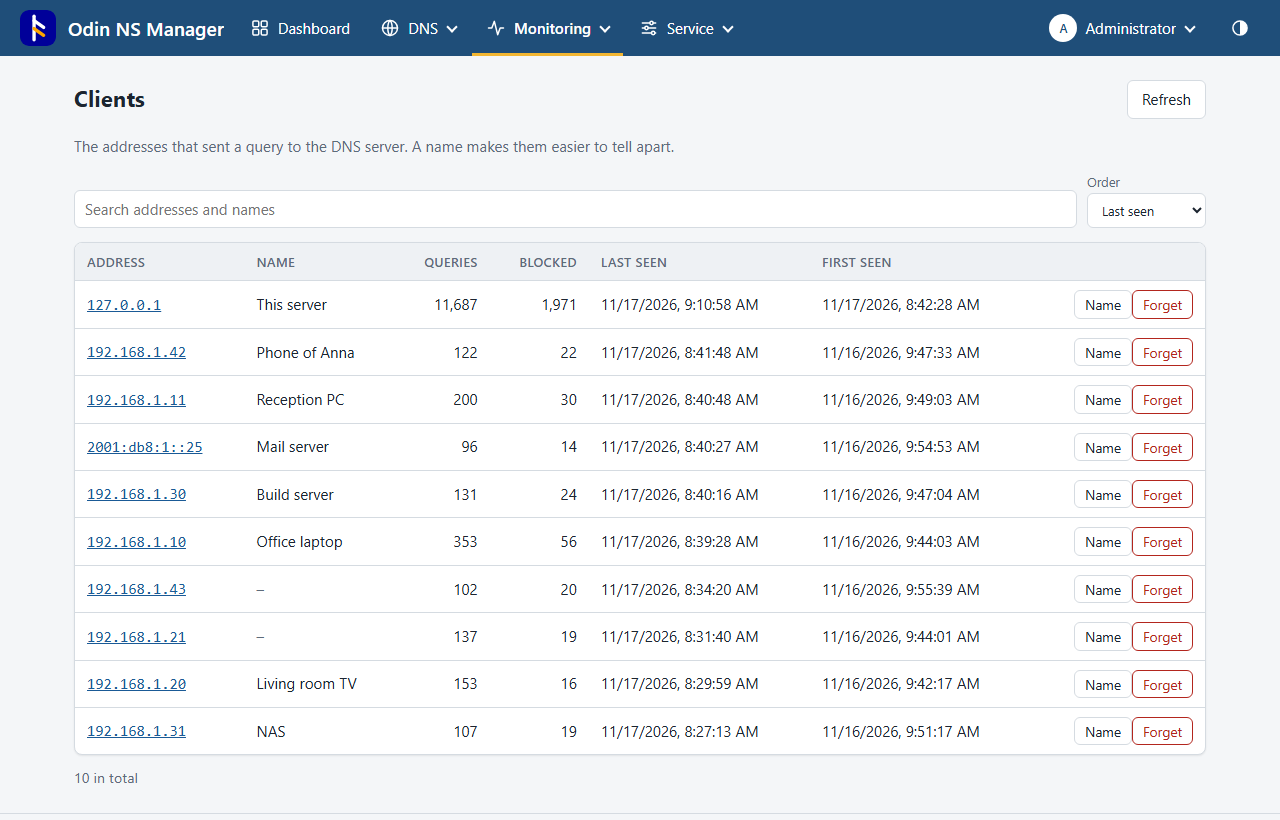 Odin NS Manager Dashboard DNS Monitoring Service A Administrator
Clients Refresh
The addresses that sent a query to the DNS server. A name makes them easier to tell apart.
Order
Search addresses and names Last seen
ADDRESS NAME QUERIES BLOCKED LAST SEEN FIRST SEEN
127.0.0.1 This server 11,687 1,971 11/17/2026, 9:10:58 AM 11/17/2026, 8:42:28 AM Name Forget
192.168.1.42 Phone of Anna 122 22 11/17/2026, 8:41:48 AM 11/16/2026, 9:47:33 AM Name Forget
192.168.1.11 Reception PC 200 30 11/17/2026, 8:40:48 AM 11/16/2026, 9:49:03 AM Name Forget
2001:db8:1::25 Mail server 96 14 11/17/2026, 8:40:27 AM 11/16/2026, 9:54:53 AM Name Forget
192.168.1.30 Build server 131 24 11/17/2026, 8:40:16 AM 11/16/2026, 9:47:04 AM Name Forget
192.168.1.10 Office laptop 353 56 11/17/2026, 8:39:28 AM 11/16/2026, 9:44:03 AM Name Forget
192.168.1.43 – 102 20 11/17/2026, 8:34:20 AM 11/16/2026, 9:55:39 AM Name Forget
192.168.1.21 – 137 19 11/17/2026, 8:31:40 AM 11/16/2026, 9:44:01 AM Name Forget
192.168.1.20 Living room TV 153 16 11/17/2026, 8:29:59 AM 11/16/2026, 9:42:17 AM Name Forget
192.168.1.31 NAS 107 19 11/17/2026, 8:27:13 AM 11/16/2026, 9:51:17 AM Name Forget
10 in total